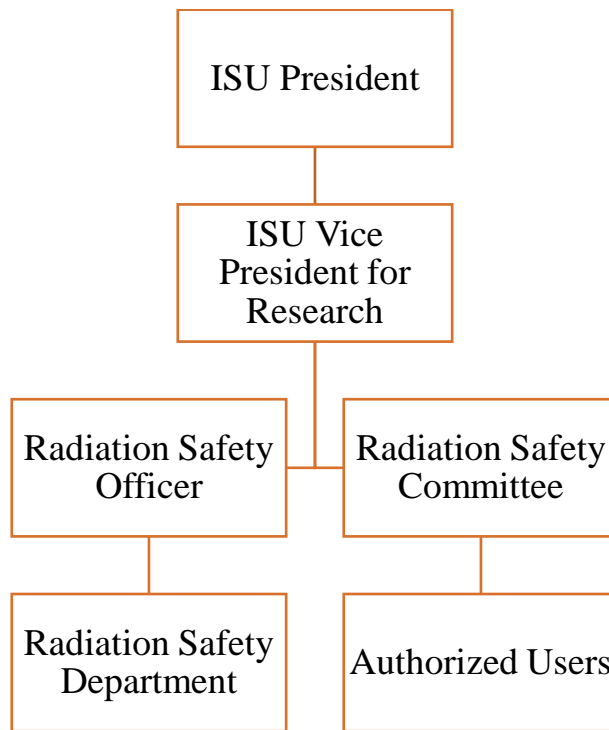 ISU President
ISU Vice
President for
Research
Radiation Safety
Officer
Radiation Safety
Committee
Radiation Safety
Department
Authorized Users